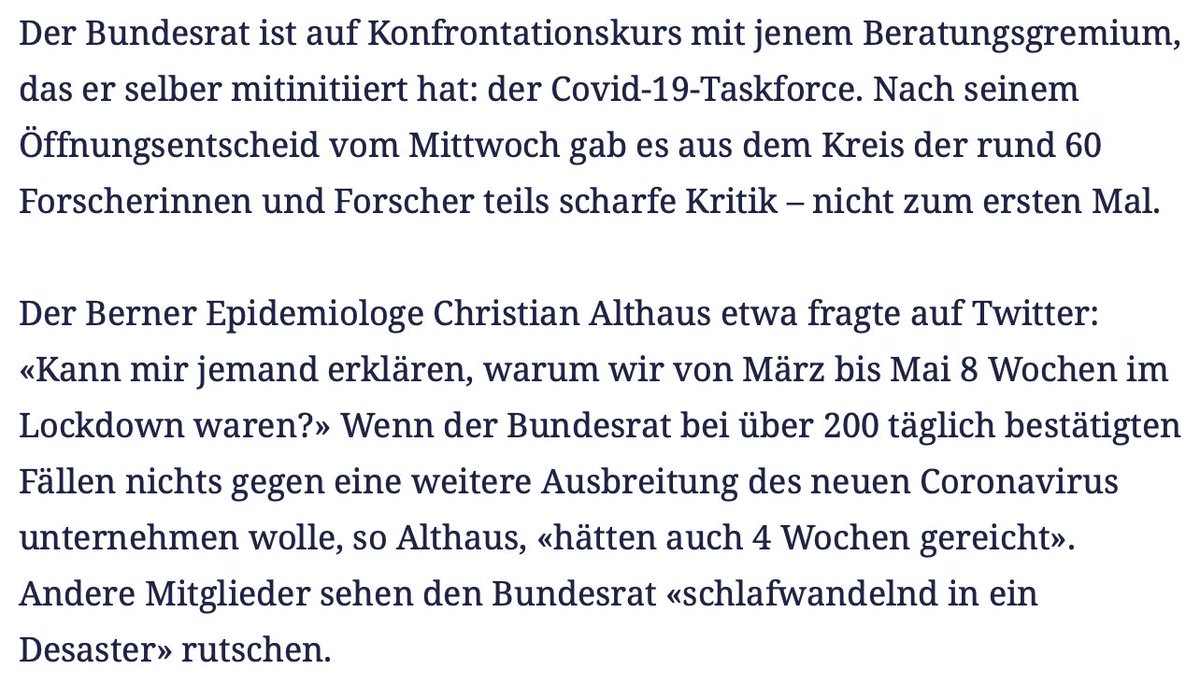 Der Bundesrat ist auf Konfrontationskurs mit jenem Beratungsgremium,
das er selber mitinitiiert hat: der Covid-19-Taskforce. Nach seinem
Öffnungsentscheid vom Mittwoch gab es aus dem Kreis der rund 60
Forscherinnen und Forscher teils scharfe Kritik – nicht zum ersten Mal.

Der Berner Epidemiologe Christian Althaus etwa fragte auf Twitter:
«Kann mir jemand erklären, warum wir von März bis Mai 8 Wochen im
Lockdown waren?» Wenn der Bundesrat bei über 200 täglich bestätigten
Fällen nichts gegen eine weitere Ausbreitung des neuen Coronavirus
unternehmen wolle, so Althaus, «hätten auch 4 Wochen gereicht».
Andere Mitglieder sehen den Bundesrat «schlafwandelnd in ein
Desaster» rutschen.